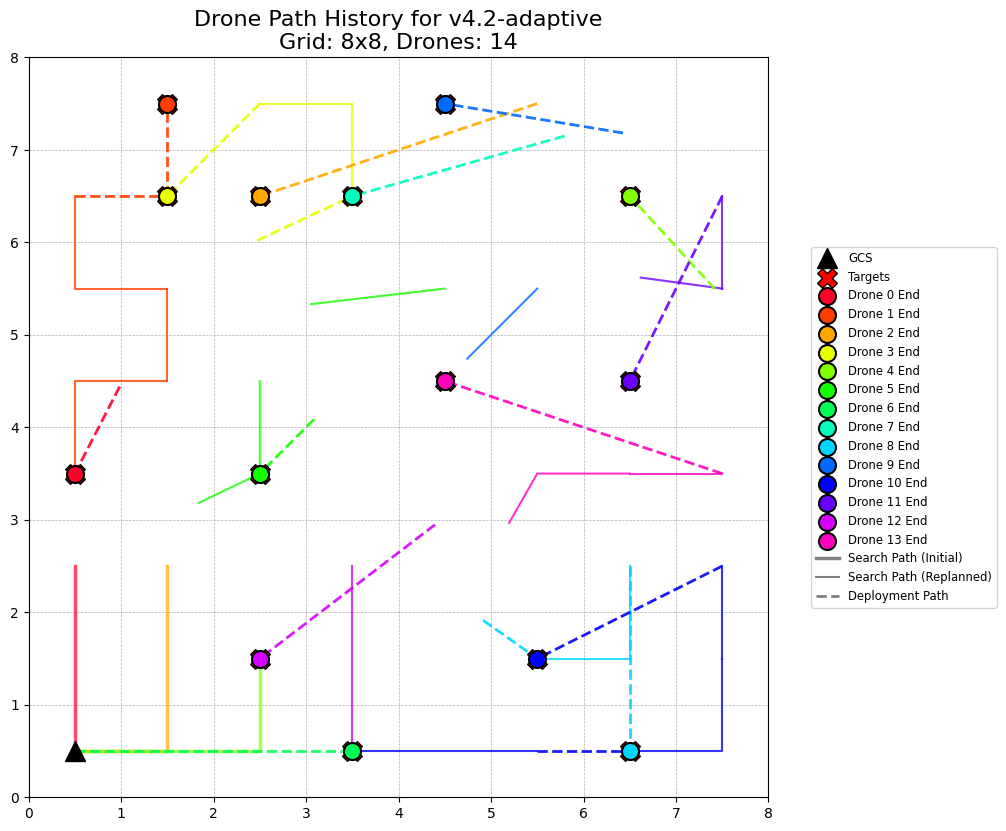 Drone Path History for v4.2-adaptive
Grid: 8x8, Drones: 14
8
7
6
5
4
3
2
1
0
0 1 2 3 4 5 6 7 8
GCS
Targets
Drone 0 End
Drone 1 End
Drone 2 End
Drone 3 End
Drone 4 End
Drone 5 End
Drone 6 End
Drone 7 End
Drone 8 End
Drone 9 End
Drone 10 End
Drone 11 End
Drone 12 End
Drone 13 End
Search Path (Initial)
Search Path (Replanned)
Deployment Path